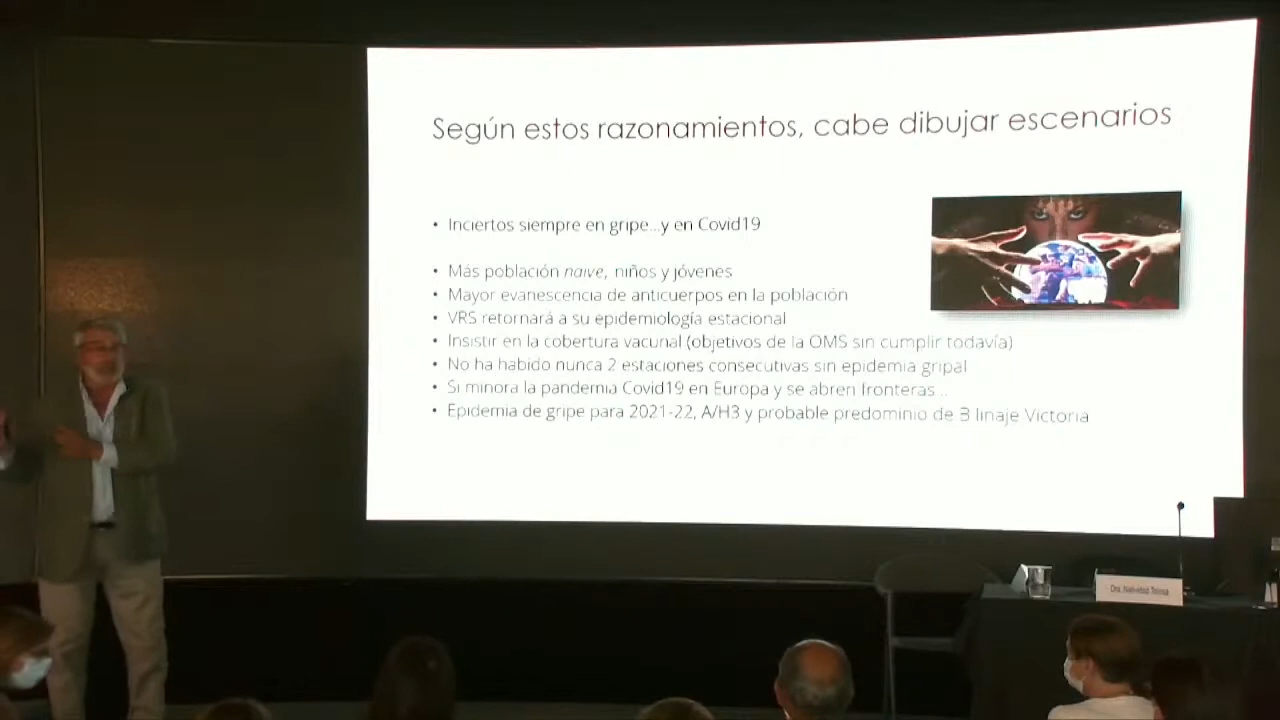 Según estos razonamientos, cabe dibujar escenarios
• Inciertos siempre en gripe...y en Covid19
• Más población naive, niños y jóvenes
• Mayor evanescencia de anticuerpos en la población
• VRS retornará a su epidemiología estacional
• Insistir en la cobertura vacunal (objetivos de la OMS sin cumplir todavía)
• No ha habido nunca 2 estaciones consecutivas sin epidemia gripal
• Si minora la pandemia Covid19 en Europa y se abren fronteras...
• Epidemia de gripe para 2021-22, A/H3 y probable predominio de B linaje Victoria
Dra.